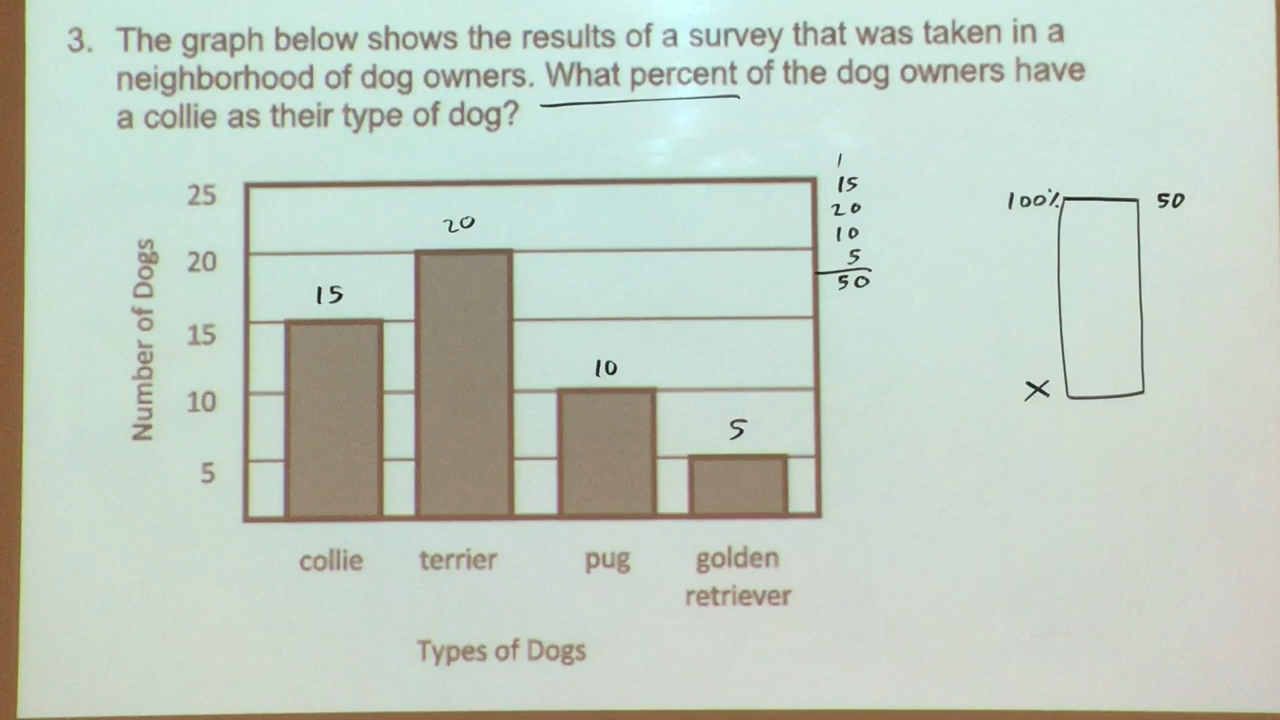 3. The graph below shows the results of a survey that was taken in a
neighborhood of dog owners. What percent of the dog owners have
a collie as their type of dog?
Number of Dogs
25
20
15
10
5
15
20
10
5
collie
terrier
pug
golden
retriever
Types of Dogs
1
15
20
10
5
50
100%
50
X